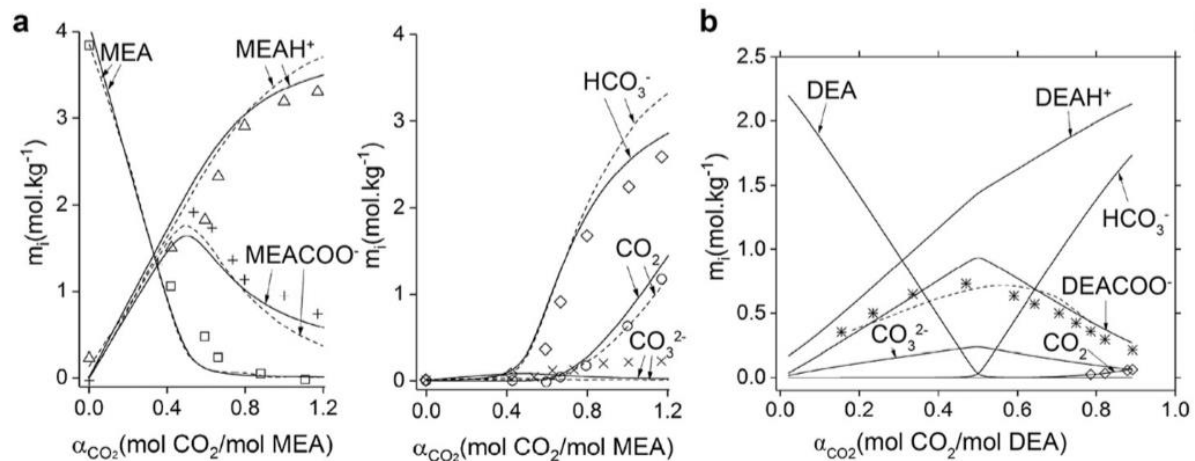 a
4
3
2
1
0
m_i(mol.kg⁻¹)
MEA
MEAH⁺
MEACOO⁻
0.0 0.4 0.8 1.2
α_CO₂(mol CO₂/mol MEA)
4
3
2
1
0
m_i(mol.kg⁻¹)
HCO₃⁻
CO₂
CO₃²⁻
0.0 0.4 0.8 1.2
α_CO₂(mol CO₂/mol MEA)
b
2.5
2.0
1.5
1.0
0.5
0.0
m_i(mol.kg⁻¹)
DEA
DEAH⁺
HCO₃⁻
DEACOO⁻
CO₃²⁻
CO₂
0.0 0.2 0.4 0.6 0.8 1.0
α_CO2(mol CO₂/mol DEA)